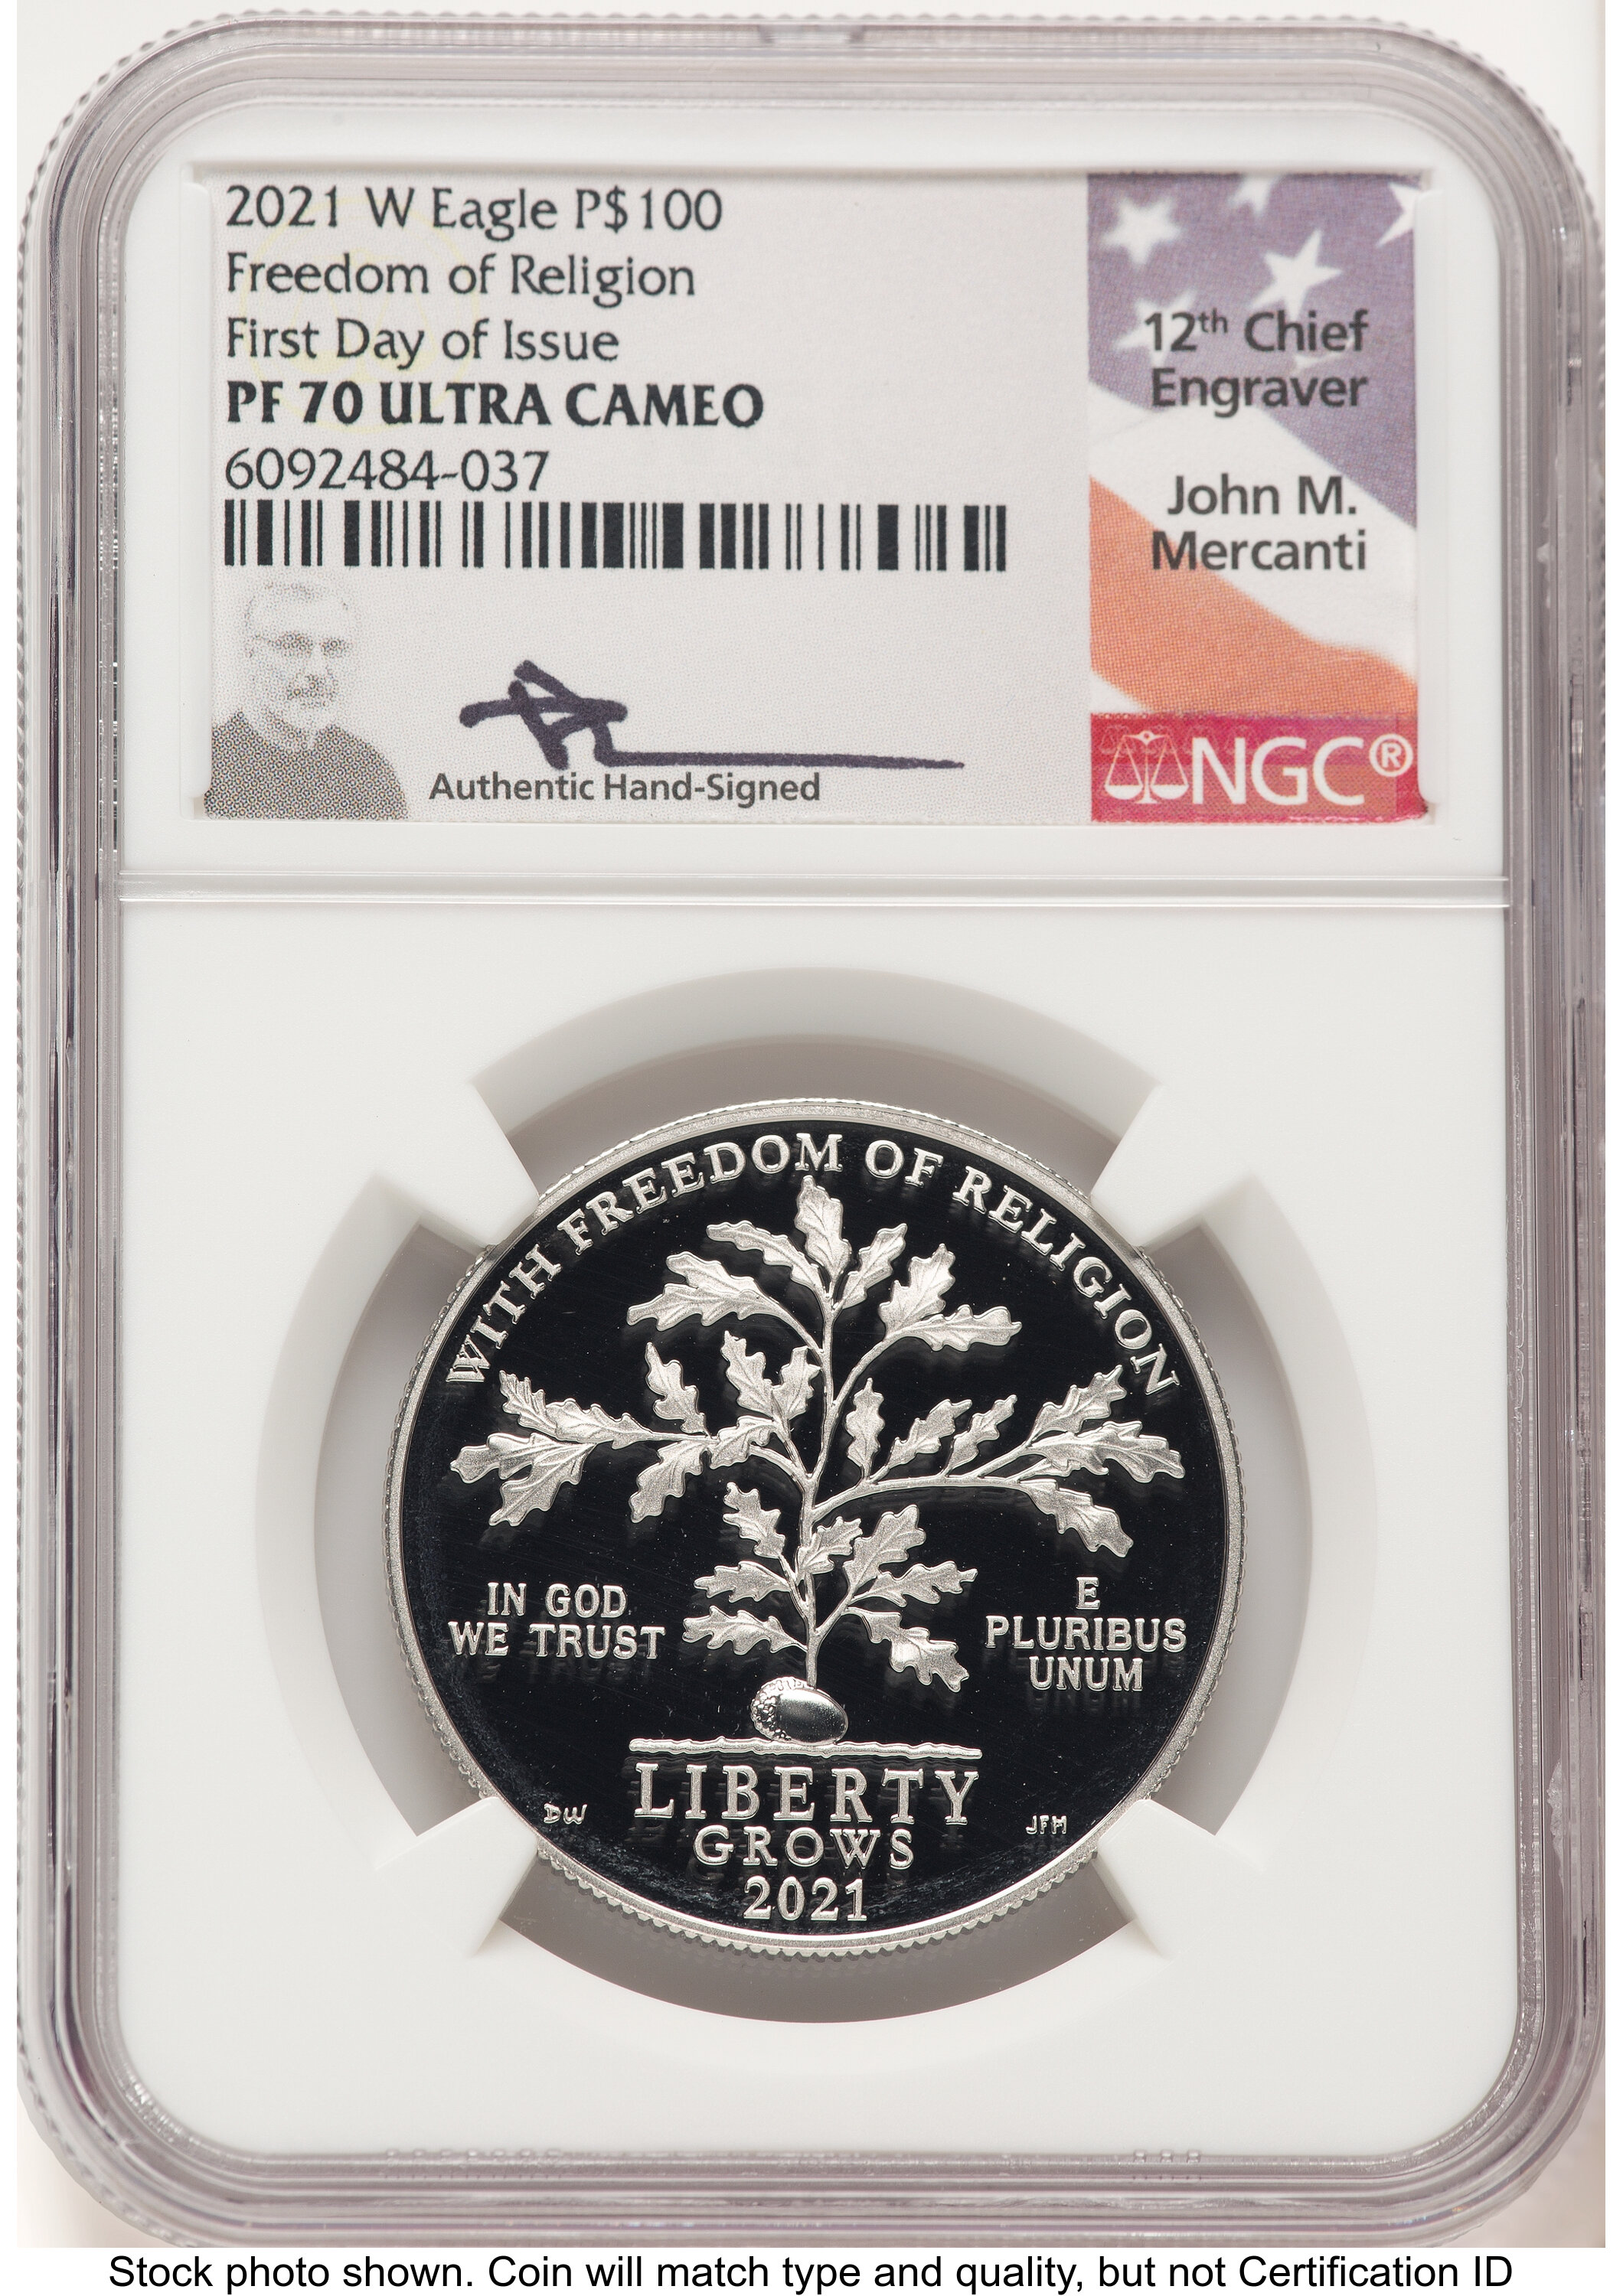 2021 W Eagle P$100
Freedom of Religion
First Day of Issue
PF 70 ULTRA CAMEO
6092484-037
Authentic Hand-Signed
12th Chief
Engraver
John M.
Mercanti
NGC®
WITH FREEDOM OF RELIGION
IN GOD
WE TRUST
E
PLURIBUS
UNUM
DW
JFM
LIBERTY
GROWS
2021
Stock photo shown. Coin will match type and quality, but not Certification ID